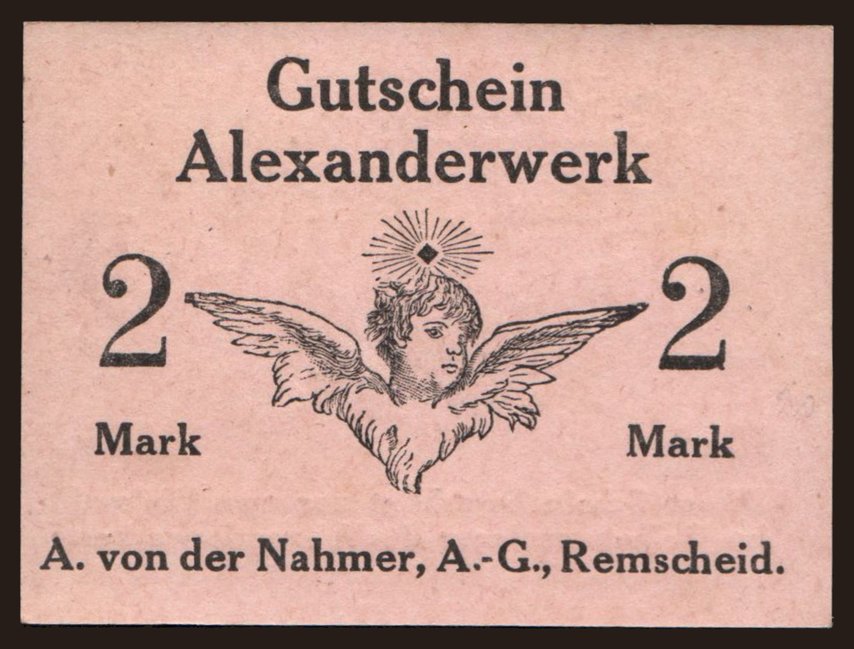 Gutschein
Alexanderwerk
2 2
Mark Mark
A. von der Nahmer, A.-G., Remscheid.